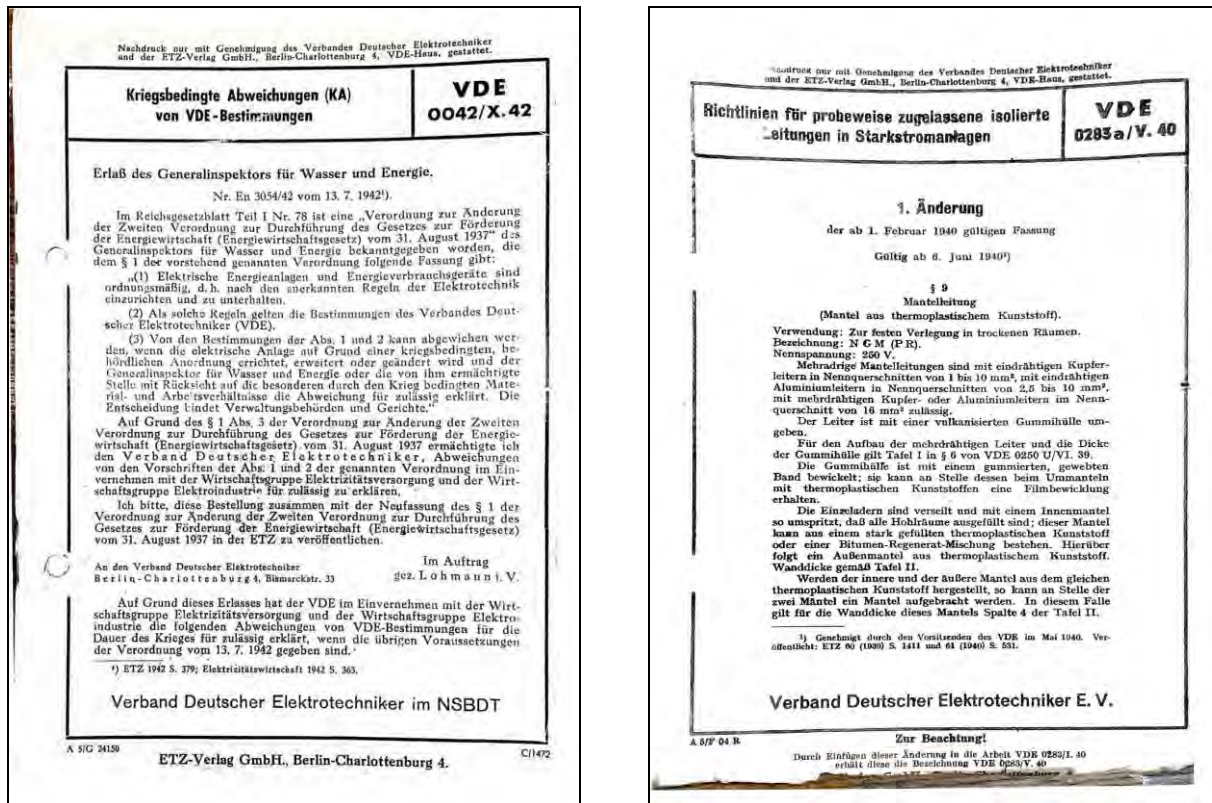 Nachdruck nur mit Genehmigung des Verbandes Deutscher Elektrotechniker
und der ETZ-Verlag GmbH., Berlin-Charlottenburg 4, VDE-Haus, gestattet.
Kriegsbedingte Abweichungen (KA)
von VDE-Bestimmungen
VDE
0042/X.42
Erlaß des Generalinspektors für Wasser und Energie.
Nr. En 3054/42 vom 13. 7. 1942¹).
Im Reichsgesetzblatt Teil I Nr. 78 ist eine „Verordnung zur Änderung
der Zweiten Verordnung zur Durchführung des Gesetzes zur Förderung
der Energiewirtschaft (Energiewirtschaftsgesetz) vom 31. August 1937“ des
Generalinspektors für Wasser und Energie bekanntgegeben worden, die
dem § 1 der vorstehend genannten Verordnung folgende Fassung gibt:
„(1) Elektrische Energieanlagen und Energieverbrauchsgeräte sind
ordnungsmäßig, d. h. nach den anerkannten Regeln der Elektrotechnik
einzurichten und zu unterhalten.
(2) Als solche Regeln gelten die Bestimmungen des Verbandes Deut-
scher Elektrotechniker (VDE).
(3) Von den Bestimmungen der Abs. 1 und 2 kann abgewichen wer-
den, wenn die elektrische Anlage auf Grund einer kriegsbedingten, be-
hördlichen Anordnung errichtet, erweitert oder geändert wird und der
Generalinspektor für Wasser und Energie oder die von ihm ermächtigte
Stelle mit Rücksicht auf die besonderen durch den Krieg bedingten Mate-
rial- und Arbeitsverhältnisse die Abweichung für zulässig erklärt. Die
Entscheidung bindet Verwaltungsbehörden und Gerichte.“
Auf Grund des § 1 Abs. 3 der Verordnung zur Änderung der Zweiten
Verordnung zur Durchführung des Gesetzes zur Förderung der Energie-
wirtschaft (Energiewirtschaftsgesetz) vom 31. August 1937 ermächtigte ich
den Verband Deutscher Elektrotechniker, Abweichungen
von den Vorschriften der Abs. 1 und 2 der genannten Verordnung im Ein-
vernehmen mit der Wirtschaftsgruppe Elektrizitätsversorgung und der Wirt-
schaftsgruppe Elektroindustrie für zulässig zu erklären.
Ich bitte, diese Bestellung zusammen mit der Neufassung des § 1 der
Verordnung zur Änderung der Zweiten Verordnung zur Durchführung des
Gesetzes zur Förderung der Energiewirtschaft (Energiewirtschaftsgesetz)
vom 31. August 1937 in der ETZ zu veröffentlichen.
Im Auftrag
An den Verband Deutscher Elektrotechniker
Berlin-Charlottenburg 4, Bismarckstr. 33
gez. Lohmann i. V.
Auf Grund dieses Erlasses hat der VDE im Einvernehmen mit der Wirt-
schaftsgruppe Elektrizitätsversorgung und der Wirtschaftsgruppe Elektro-
industrie die folgenden Abweichungen von VDE-Bestimmungen für die
Dauer des Krieges für zulässig erklärt, wenn die übrigen Voraussetzungen
der Verordnung vom 13. 7. 1942 gegeben sind.
¹) ETZ 1942 S. 379; Elektrizitätswirtschaft 1942 S. 363.
Verband Deutscher Elektrotechniker im NSBDT
A 5/G 24150
C/1472
ETZ-Verlag GmbH., Berlin-Charlottenburg 4.
nur mit Genehmigung des Verbandes Deutscher Elektrotechniker
und der ETZ-Verlag GmbH., Berlin-Charlottenburg 4, VDE-Haus, gestattet.
Richtlinien für probeweise zugelassene isolierte
eitungen in Starkstromanlagen
VDE
0283a/V. 40
1. Änderung
der ab 1. Februar 1940 gültigen Fassung
Gültig ab 6. Juni 1940¹)
§ 9
Mantelleitung
(Mantel aus thermoplastischem Kunststoff).
Verwendung: Zur festen Verlegung in trockenen Räumen.
Bezeichnung: N G M (P R).
Nennspannung: 250 V.
Mehradrige Mantelleitungen sind mit eindrähtigen Kupfer-
leitern in Nennquerschnitten von 1 bis 10 mm², mit eindrähtigen
Aluminiumleitern in Nennquerschnitten von 2,5 bis 10 mm²,
mit mehrdrähtigen Kupfer- oder Aluminiumleitern im Nenn-
querschnitt von 16 mm² zulässig.
Der Leiter ist mit einer vulkanisierten Gummihülle um-
geben.
Für den Aufbau der mehrdrähtigen Leiter und die Dicke
der Gummihülle gilt Tafel I in § 6 von VDE 0250 U/VI. 39.
Die Gummihülle ist mit einem gummierten, gewebten
Band bewickelt; sie kann an Stelle dessen beim Ummanteln
mit thermoplastischen Kunststoffen eine Filmbewicklung
erhalten.
Die Einzeladern sind verseilt und mit einem Innenmantel
so umspritzt, daß alle Hohlräume ausgefüllt sind; dieser Mantel
kann aus einem stark gefüllten thermoplastischen Kunststoff
oder einer Bitumen-Regenerat-Mischung bestehen. Hierüber
folgt ein Außenmantel aus thermoplastischem Kunststoff.
Wanddicke gemäß Tafel II.
Werden der innere und der äußere Mantel aus dem gleichen
thermoplastischen Kunststoff hergestellt, so kann an Stelle der
zwei Mäntel ein Mantel aufgebracht werden. In diesem Falle
gilt für die Wanddicke dieses Mantels Spalte 4 der Tafel II.
¹) Genehmigt durch den Vorsitzenden des VDE im Mai 1940. Ver-
öffentlicht: ETZ 60 (1939) S. 1411 und 61 (1940) S. 531.
Verband Deutscher Elektrotechniker E. V.
A 5/F 04 R
Zur Beachtung!
Durch Einfügen dieser Änderung in die Arbeit VDE 0283/I. 40
erhält diese die Bezeichnung VDE 0283/V. 40